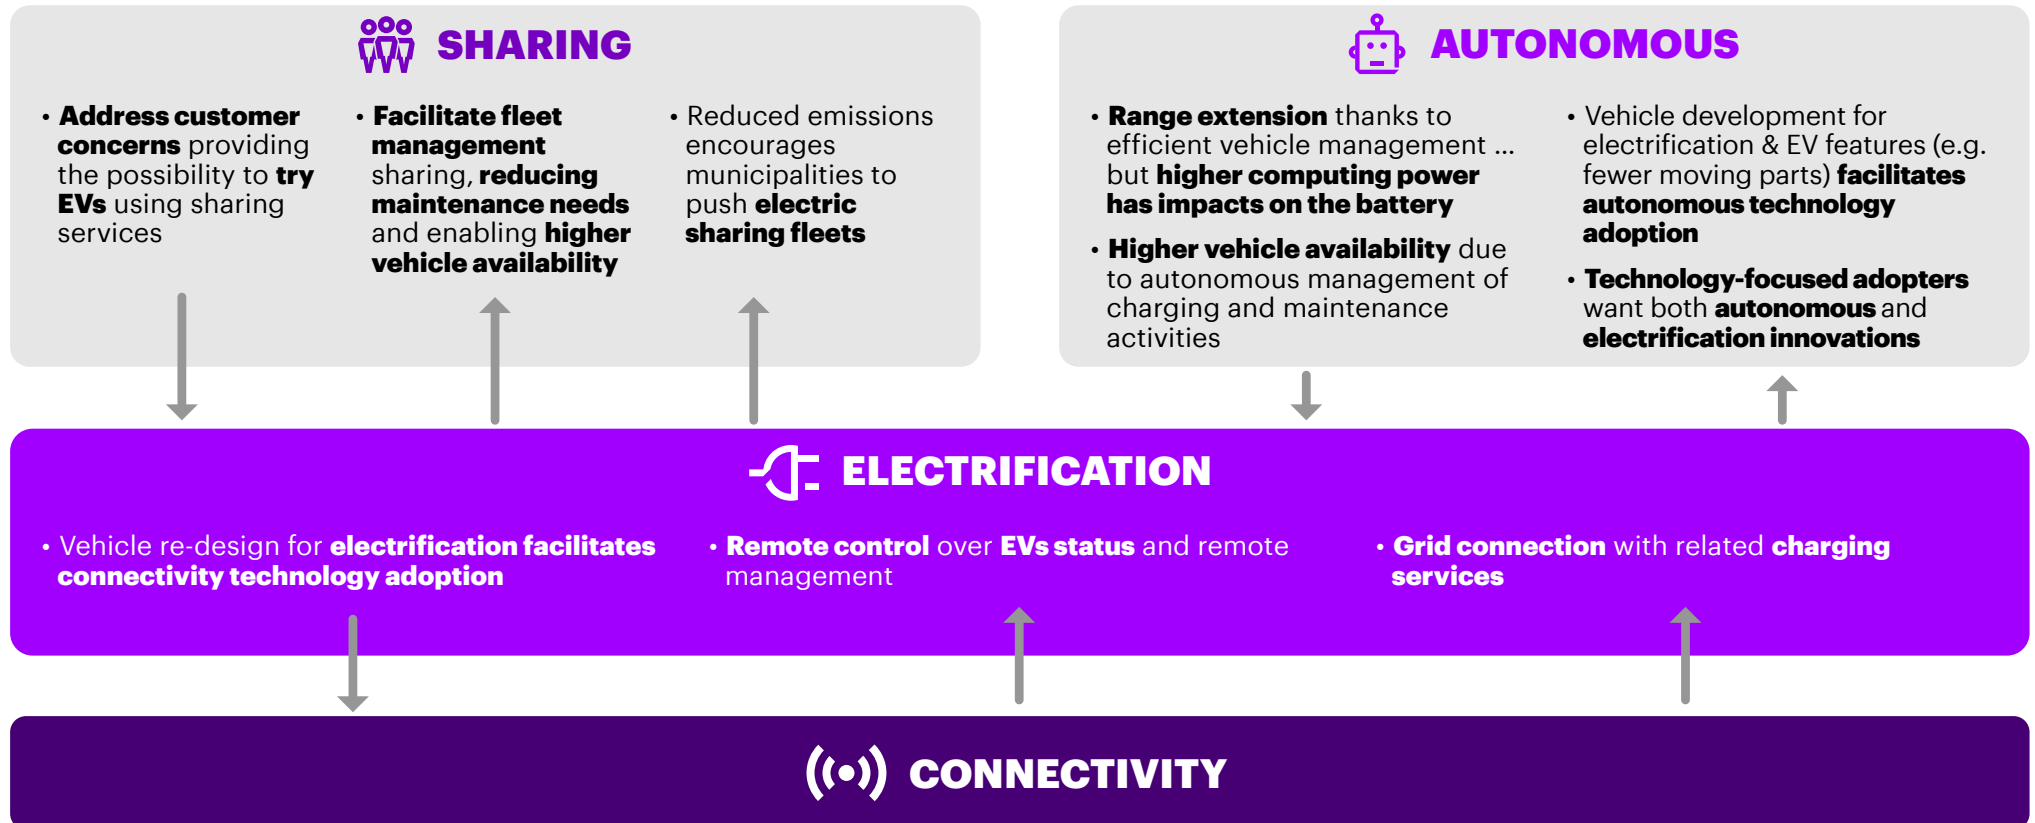 SHARING
• Address customer
concerns providing
the possibility to try
EVs using sharing
services
• Facilitate fleet
management
sharing, reducing
maintenance needs
and enabling higher
vehicle availability
• Reduced emissions
encourages
municipalities to
push electric
sharing fleets
AUTONOMOUS
• Range extension thanks to
efficient vehicle management ...
but higher computing power
has impacts on the battery
• Higher vehicle availability due
to autonomous management of
charging and maintenance
activities
• Vehicle development for
electrification & EV features (e.g.
fewer moving parts) facilitates
autonomous technology
adoption
• Technology-focused adopters
want both autonomous and
electrification innovations
ELECTRIFICATION
• Vehicle re-design for electrification facilitates
connectivity technology adoption
• Remote control over EVs status and remote
management
• Grid connection with related charging
services
CONNECTIVITY